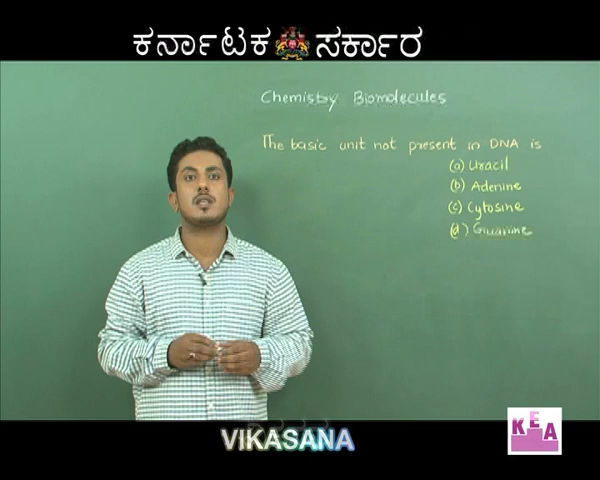 ಕರ್ನಾಟಕ ಸರ್ಕಾರ
Chemistry Biomolecules
The basic unit not present in DNA is
(a) Uracil
(b) Adenine
(c) Cytosine
(d) Guanine
VIKASANA
KEA